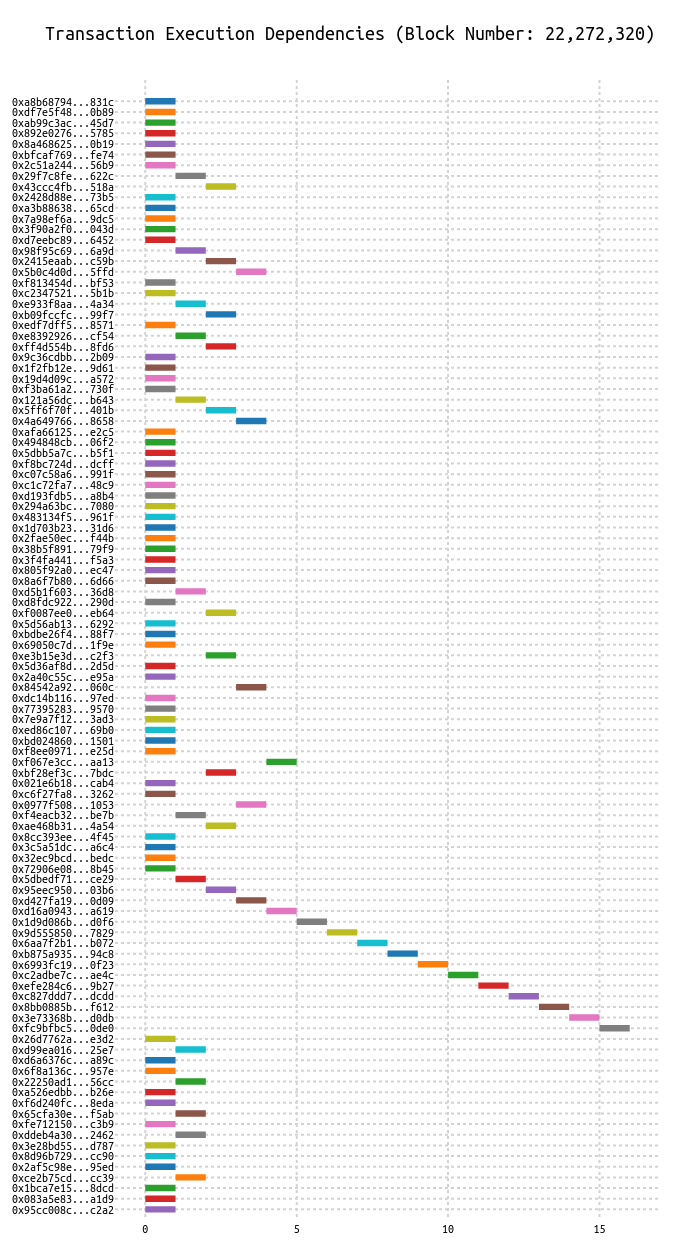 Transaction Execution Dependencies (Block Number: 22,272,320)
0xa8b68794...831c
0xdf7e5f48...0b89
0xab99c3ac...45d7
0x892e0276...5785
0x8a468625...0b19
0xbfcaf769...fe74
0x2c51a244...56b9
0x29f7c8fe...622c
0x43ccc4fb...518a
0x2428d88e...73b5
0xa3b88638...65cd
0x7a98ef6a...9dc5
0x3f90a2f0...043d
0xd7eebc89...6452
0x98f95c69...6a9d
0x2415eaab...c59b
0x5b0c4d0d...5ffd
0xf813454d...bf53
0xc2347521...5b1b
0xe933f8aa...4a34
0xb09fccfc...99f7
0xedf7dff5...8571
0xe8392926...cf54
0xff4d554b...8fd6
0x9c36cdbb...2b09
0x1f2fb12e...9d61
0x19d4d09c...a572
0xf3ba61a2...730f
0x121a56dc...b643
0x5ff6f70f...401b
0x4a649766...8658
0xafa66125...e2c5
0x494848cb...06f2
0x5dbb5a7c...b5f1
0xf8bc724d...dcff
0xc07c58a6...991f
0xc1c72fa7...48c9
0xd193fdb5...a8b4
0x294a63bc...7080
0x483134f5...961f
0x1d703b23...31d6
0x2fae50ec...f44b
0x38b5f891...79f9
0x3f4fa441...f5a3
0x805f92a0...ec47
0x8a6f7b80...6d66
0xd5b1f603...36d8
0xd8fdc922...290d
0xf0087ee0...eb64
0x5d56ab13...6292
0xbdbe26f4...88f7
0x69050c7d...1f9e
0xe3b15e3d...c2f3
0x5d36af8d...2d5d
0x2a40c55c...e95a
0x84542a92...060c
0xdc14b116...97ed
0x77395283...9570
0x7e9a7f12...3ad3
0xed86c107...69b0
0xbd024860...1501
0xf8ee0971...e25d
0xf067e3cc...aa13
0xbf28ef3c...7bdc
0x021e6b18...cab4
0xc6f27fa8...3262
0x0977f508...1053
0xf4eacb32...be7b
0xae468b31...4a54
0x8cc393ee...4f45
0x3c5a51dc...a6c4
0x32ec9bcd...bedc
0x72906e08...8b45
0x5dbedf71...ce29
0x95eec950...03b6
0xd427fa19...0d09
0xd16a0943...a619
0x1d9d086b...d0f6
0x9d555850...7829
0x6aa7f2b1...b072
0xb875a935...94c8
0x6993fc19...0f23
0xc2adbe7c...ae4c
0xefe284c6...9b27
0xc827ddd7...dcdd
0x8bb0885b...f612
0x3e73368b...d0db
0xfc9bfbc5...0de0
0x26d7762a...e3d2
0xd99ea016...25e7
0xd6a6376c...a89c
0x6f8a136c...957e
0x22250ad1...56cc
0xa526edbb...b26e
0xf6d240fc...8eda
0x65cfa30e...f5ab
0xfe712150...c3b9
0xddeb4a30...2462
0x3e28bd55...d787
0x8d96b729...cc90
0x2af5c98e...95ed
0xce2b75cd...cc39
0x1bca7e15...8dcd
0x083a5e83...a1d9
0x95cc008c...c2a2
0 5 10 15